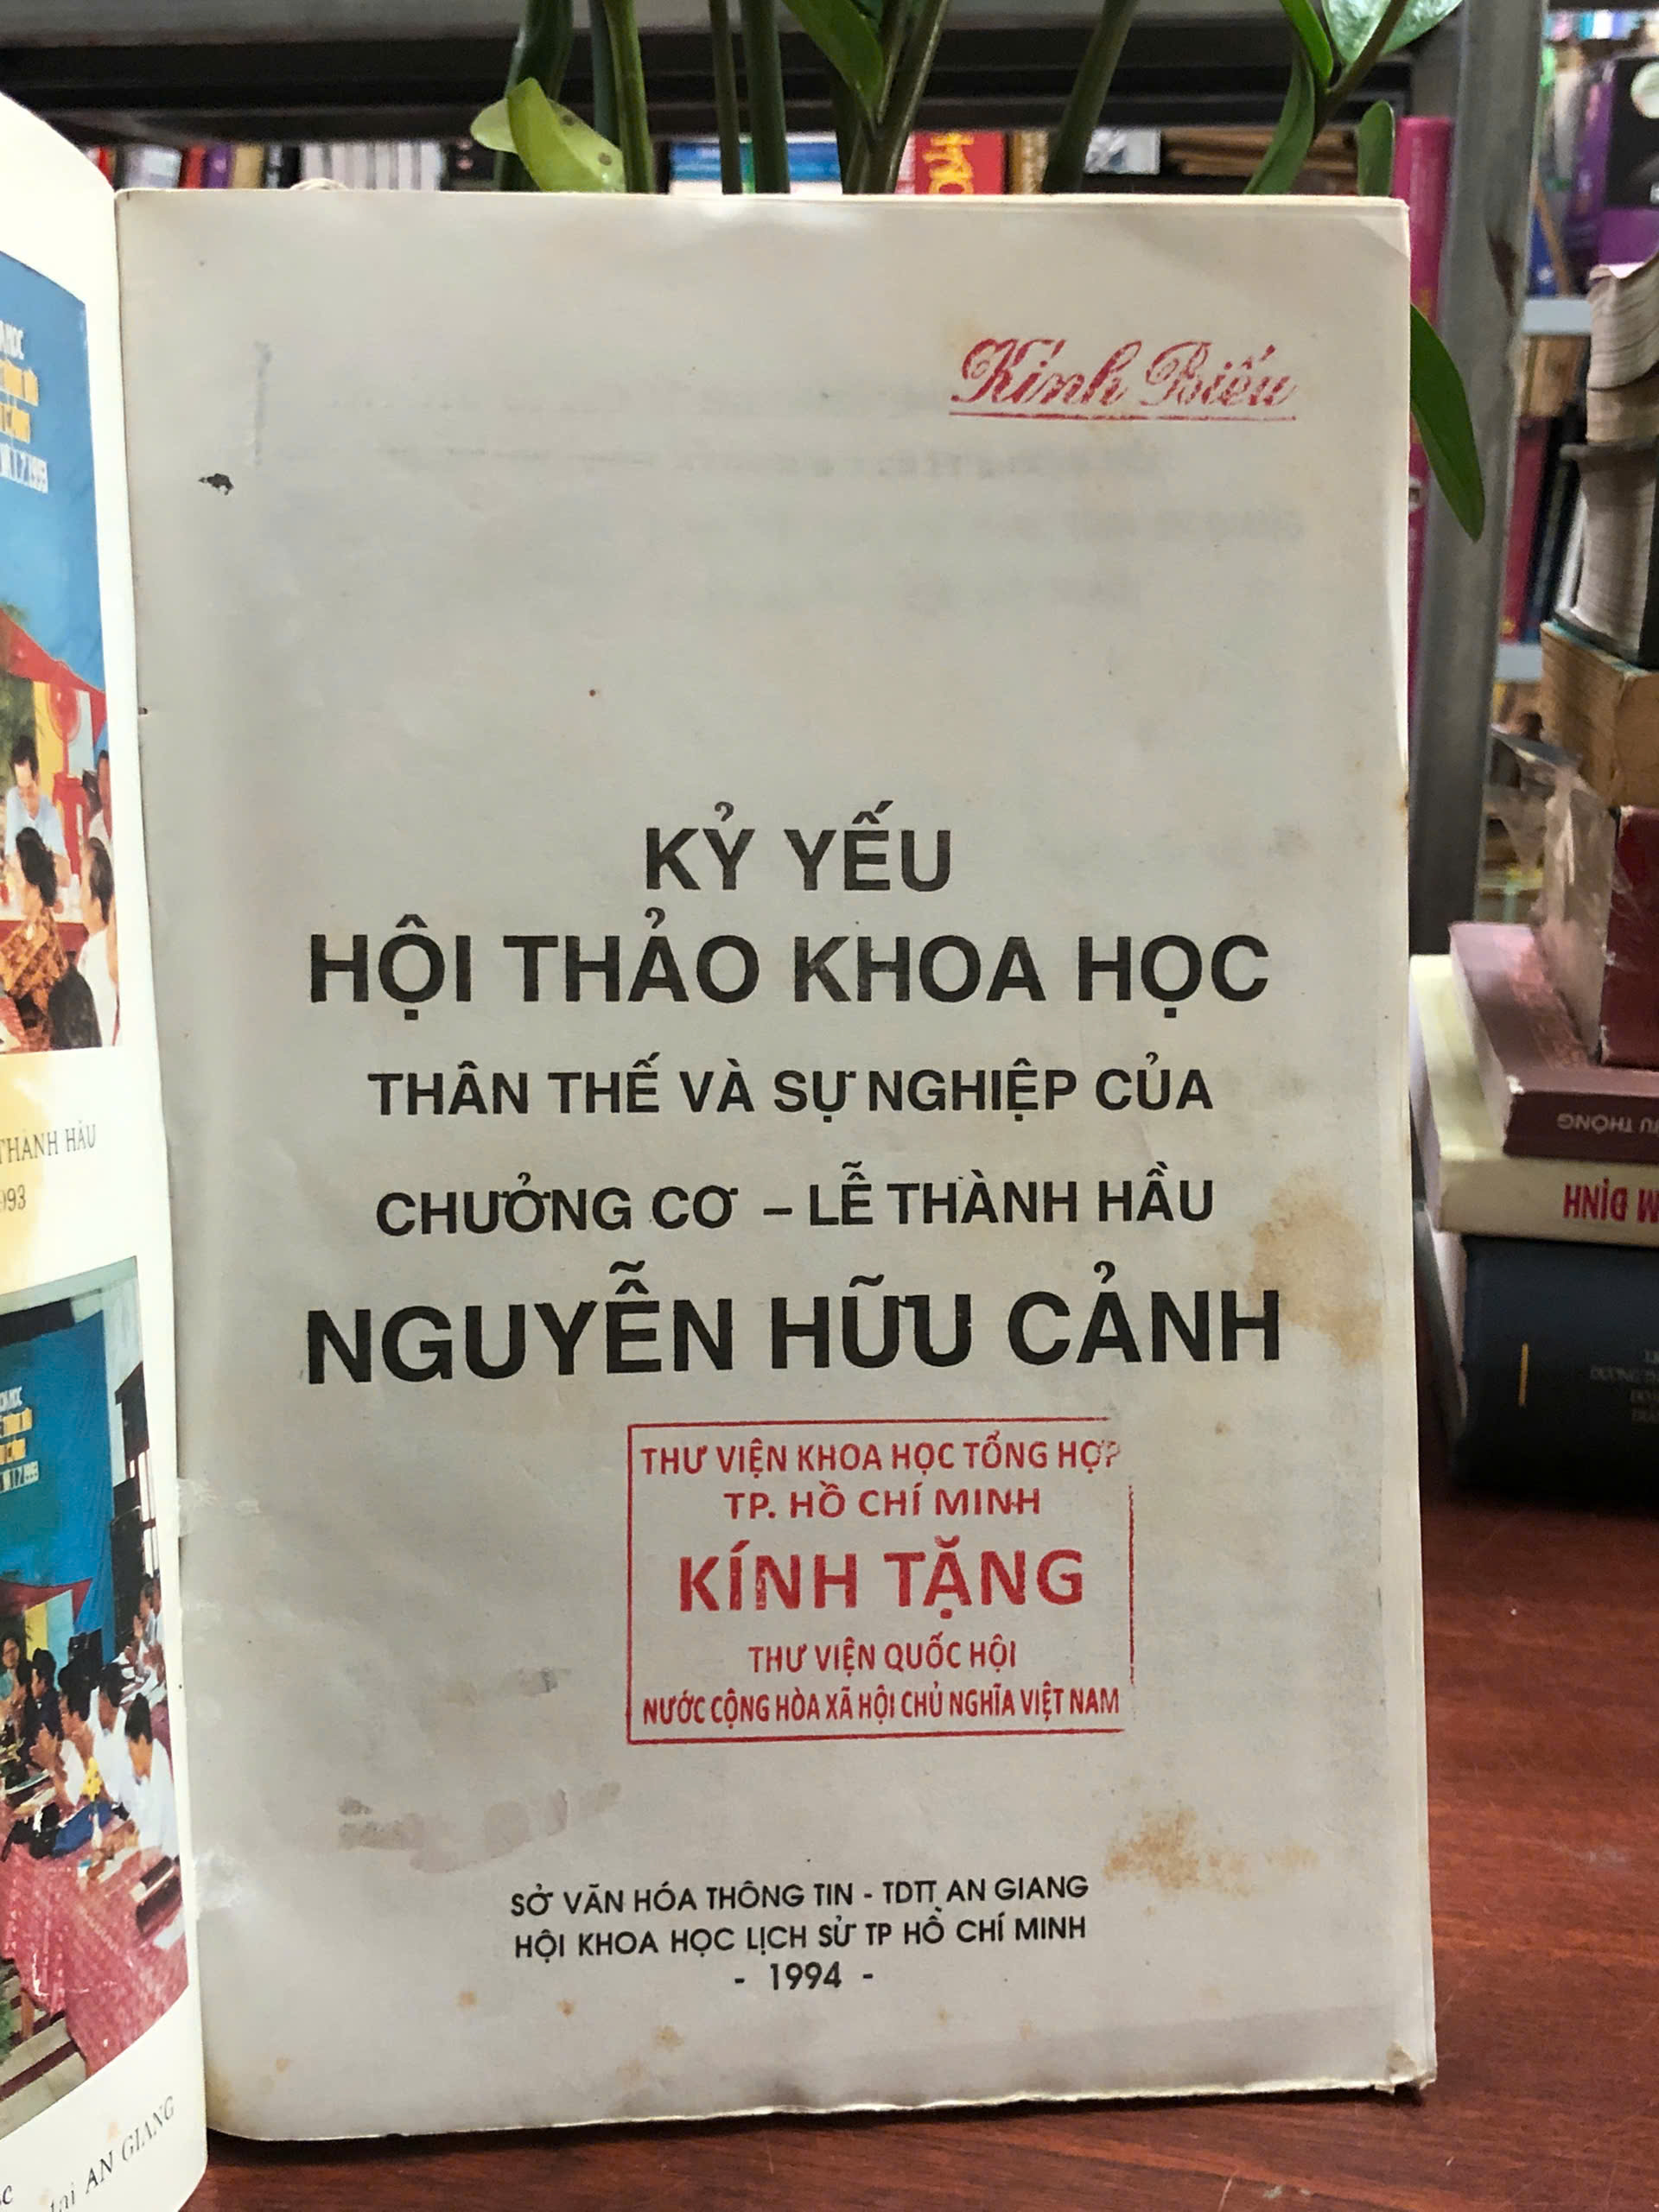 Kính Biếu
KỶ YẾU
HỘI THẢO KHOA HỌC
THÂN THẾ VÀ SỰ NGHIỆP CỦA
CHƯỞNG CƠ – LỄ THÀNH HẦU
NGUYỄN HỮU CẢNH
THƯ VIỆN KHOA HỌC TỔNG HỢP
TP. HỒ CHÍ MINH
KÍNH TẶNG
THƯ VIỆN QUỐC HỘI
NƯỚC CỘNG HÒA XÃ HỘI CHỦ NGHĨA VIỆT NAM
SỞ VĂN HÓA THÔNG TIN - TDTT AN GIANG
HỘI KHOA HỌC LỊCH SỬ TP HỒ CHÍ MINH
- 1994 -
THÀNH HẦU
993
tại AN GIANG